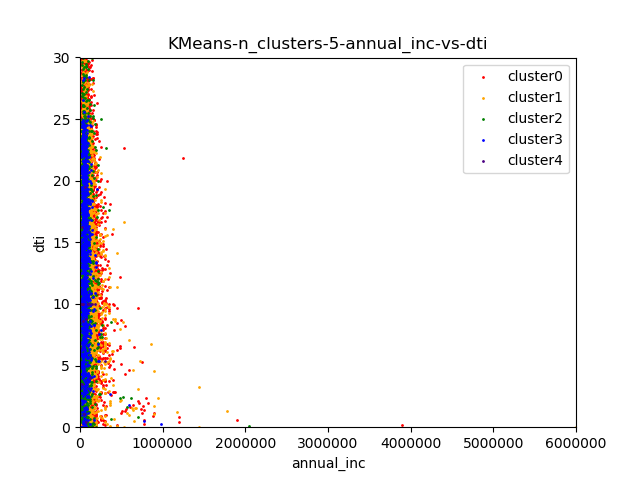 KMeans-n_clusters-5-annual_inc-vs-dti
30
25
20
15
10
5
0
dti
0 1000000 2000000 3000000 4000000 5000000 6000000
annual_inc
cluster0
cluster1
cluster2
cluster3
cluster4